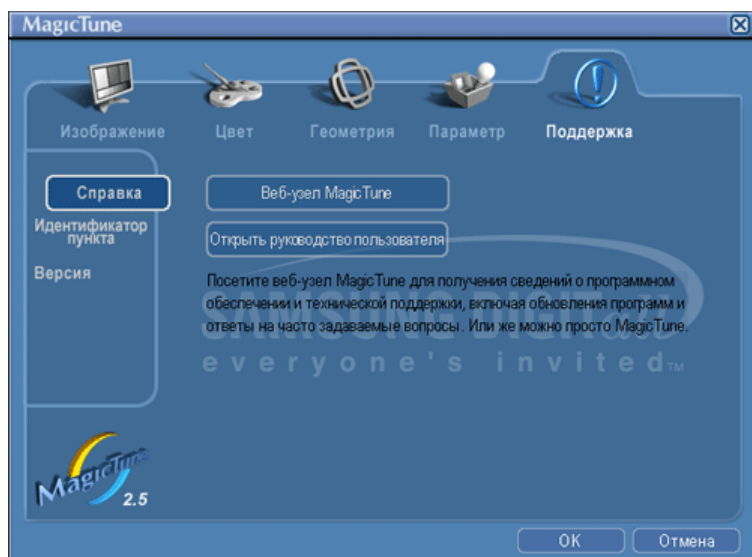 MagicTune
Изображение
Цвет
Геометрия
Параметр
Поддержка
Справка
Идентификатор
пункта
Версия
Веб-узел MagicTune
Открыть руководство пользователя
Посетите веб-узел MagicTune для получения сведений о программном
обеспечении и технической поддержки, включая обновления программ и
ответы на часто задаваемые вопросы. Или же можно просто MagicTune.
SAMSUNG DIGITall
everyone's invited™
MagicTune
2.5
OK
Отмена